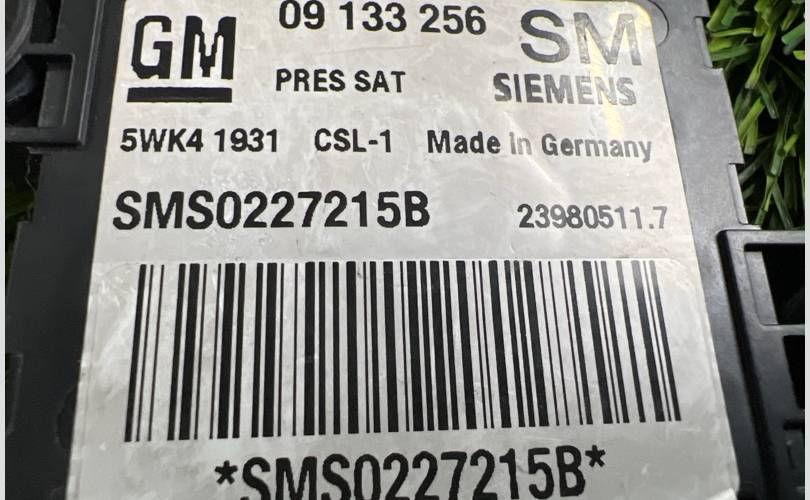 GM 09 133 256 SM
PRES SAT SIEMENS
5WK4 1931 CSL-1 Made in Germany
SMS0227215B 23980511.7
*SMS0227215B*